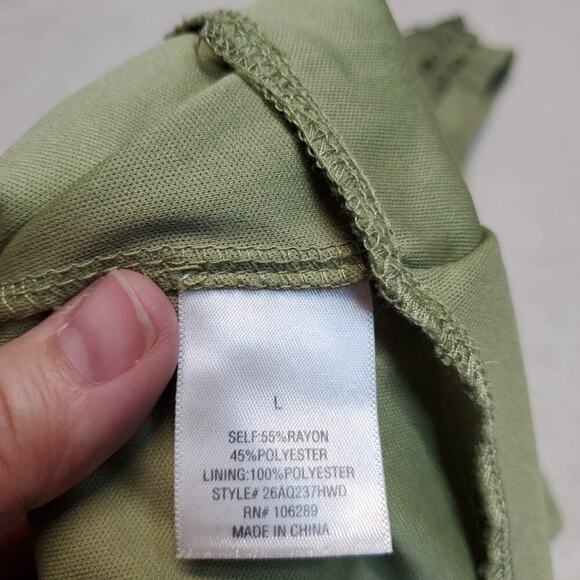 L
SELF:55%RAYON
45%POLYESTER
LINING:100%POLYESTER
STYLE# 26AQ237HWD
RN# 106289
MADE IN CHINA